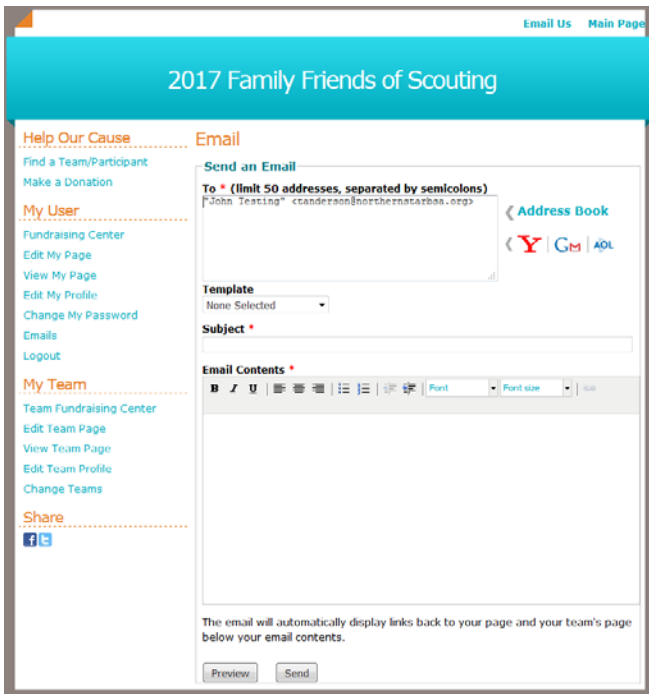 Email Us Main Page
2017 Family Friends of Scouting
Help Our Cause
Find a Team/Participant
Make a Donation
My User
Fundraising Center
Edit My Page
View My Page
Edit My Profile
Change My Password
Emails
Logout
My Team
Team Fundraising Center
Edit Team Page
View Team Page
Edit Team Profile
Change Teams
Share
Email
Send an Email
To * (limit 50 addresses, separated by semicolons)
"John Testing" <tanderson@northernstarbsa.org>
Address Book
Y GM AOL
Template
None Selected
Subject *
Email Contents *
B I U Font Font size
The email will automatically display links back to your page and your team's page
below your email contents.
Preview Send